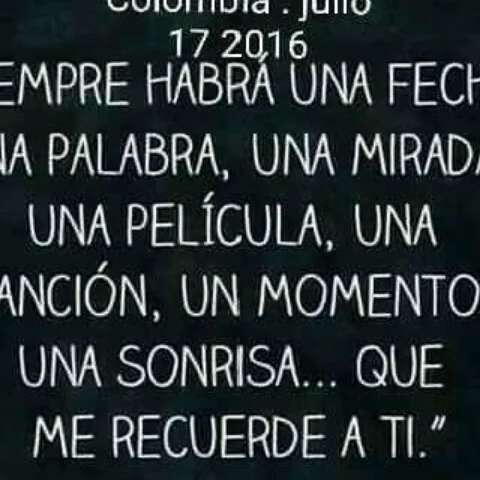 Colombia . julio
17 2016
EMPRE HABRÁ UNA FECH
NA PALABRA, UNA MIRADA
UNA PELÍCULA, UNA
ANCIÓN, UN MOMENTO
UNA SONRISA... QUE
ME RECUERDE A TI."